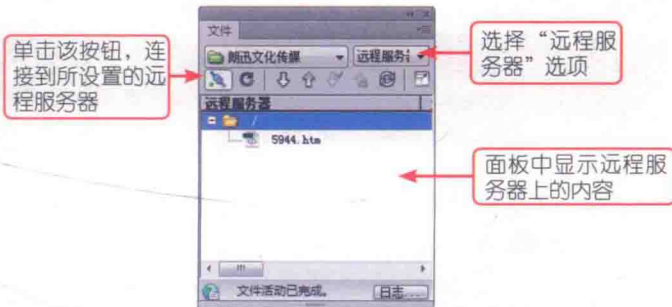 文件
单击该按钮，连
接到所设置的远
程服务器
朗迅文化传媒
远程服务
选择“远程服
务器”选项
远程服务器
/
5944.htm
面板中显示远程服
务器上的内容
文件活动已完成。
日志...